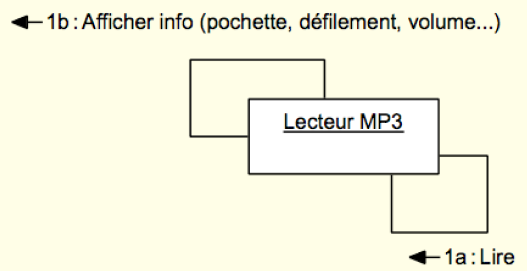 1b : Afficher info (pochette, défilement, volume...)
Lecteur MP3
1a : Lire